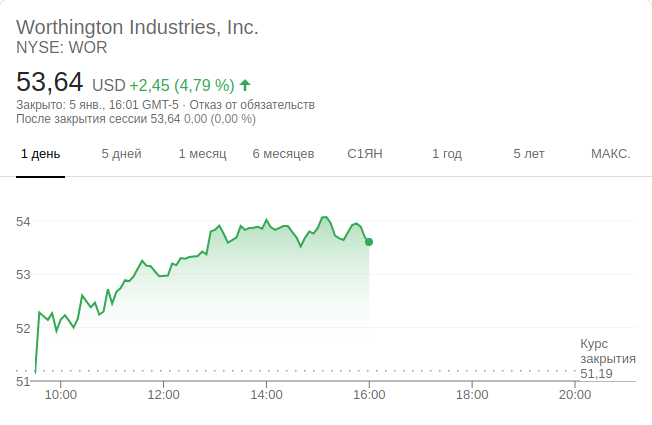 Worthington Industries, Inc.
NYSE: WOR
53,64 USD +2,45 (4,79 %)
Закрыто: 5 янв., 16:01 GMT-5 · Отказ от обязательств
После закрытия сессии 53,64 0,00 (0,00 %)
1 день 5 дней 1 месяц 6 месяцев С1ЯН 1 год 5 лет МАКС.
54
53
52
Курс
закрытия
51,19
51
10:00 12:00 14:00 16:00 18:00 20:00